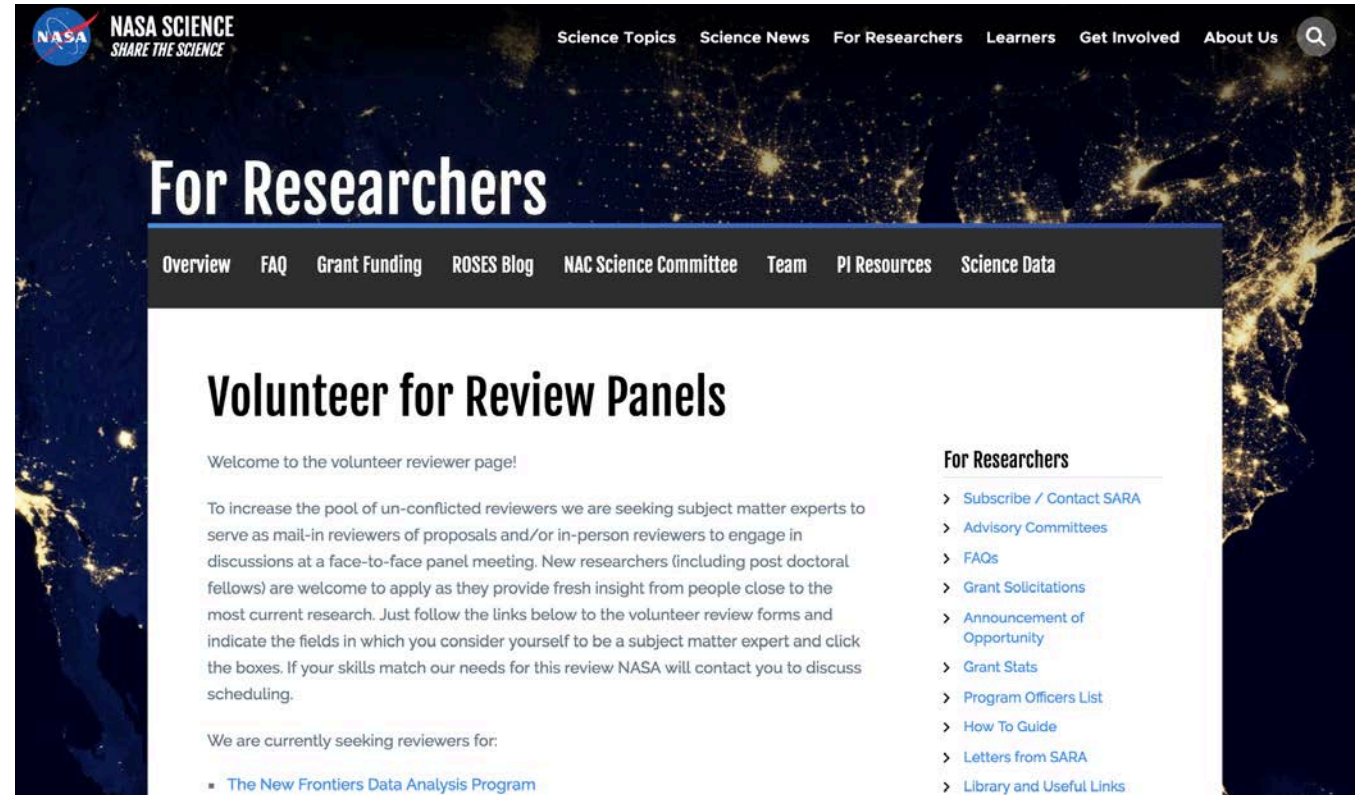 NASA
NASA SCIENCE
SHARE THE SCIENCE
Science Topics Science News For Researchers Learners Get Involved About Us
For Researchers
Overview FAQ Grant Funding ROSES Blog NAC Science Committee Team PI Resources Science Data
Volunteer for Review Panels
Welcome to the volunteer reviewer page!
To increase the pool of un-conflicted reviewers we are seeking subject matter experts to
serve as mail-in reviewers of proposals and/or in-person reviewers to engage in
discussions at a face-to-face panel meeting. New researchers (including post doctoral
fellows) are welcome to apply as they provide fresh insight from people close to the
most current research. Just follow the links below to the volunteer review forms and
indicate the fields in which you consider yourself to be a subject matter expert and click
the boxes. If your skills match our needs for this review NASA will contact you to discuss
scheduling.
We are currently seeking reviewers for:
The New Frontiers Data Analysis Program
For Researchers
Subscribe / Contact SARA
Advisory Committees
FAQs
Grant Solicitations
Announcement of
Opportunity
Grant Stats
Program Officers List
How To Guide
Letters from SARA
Library and Useful Links